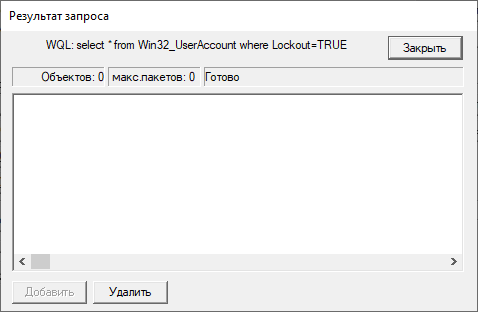 Результат запроса
WQL: select * from Win32_UserAccount where Lockout=TRUE
Закрыть
Объектов: 0 макс.пакетов: 0 Готово
Добавить Удалить